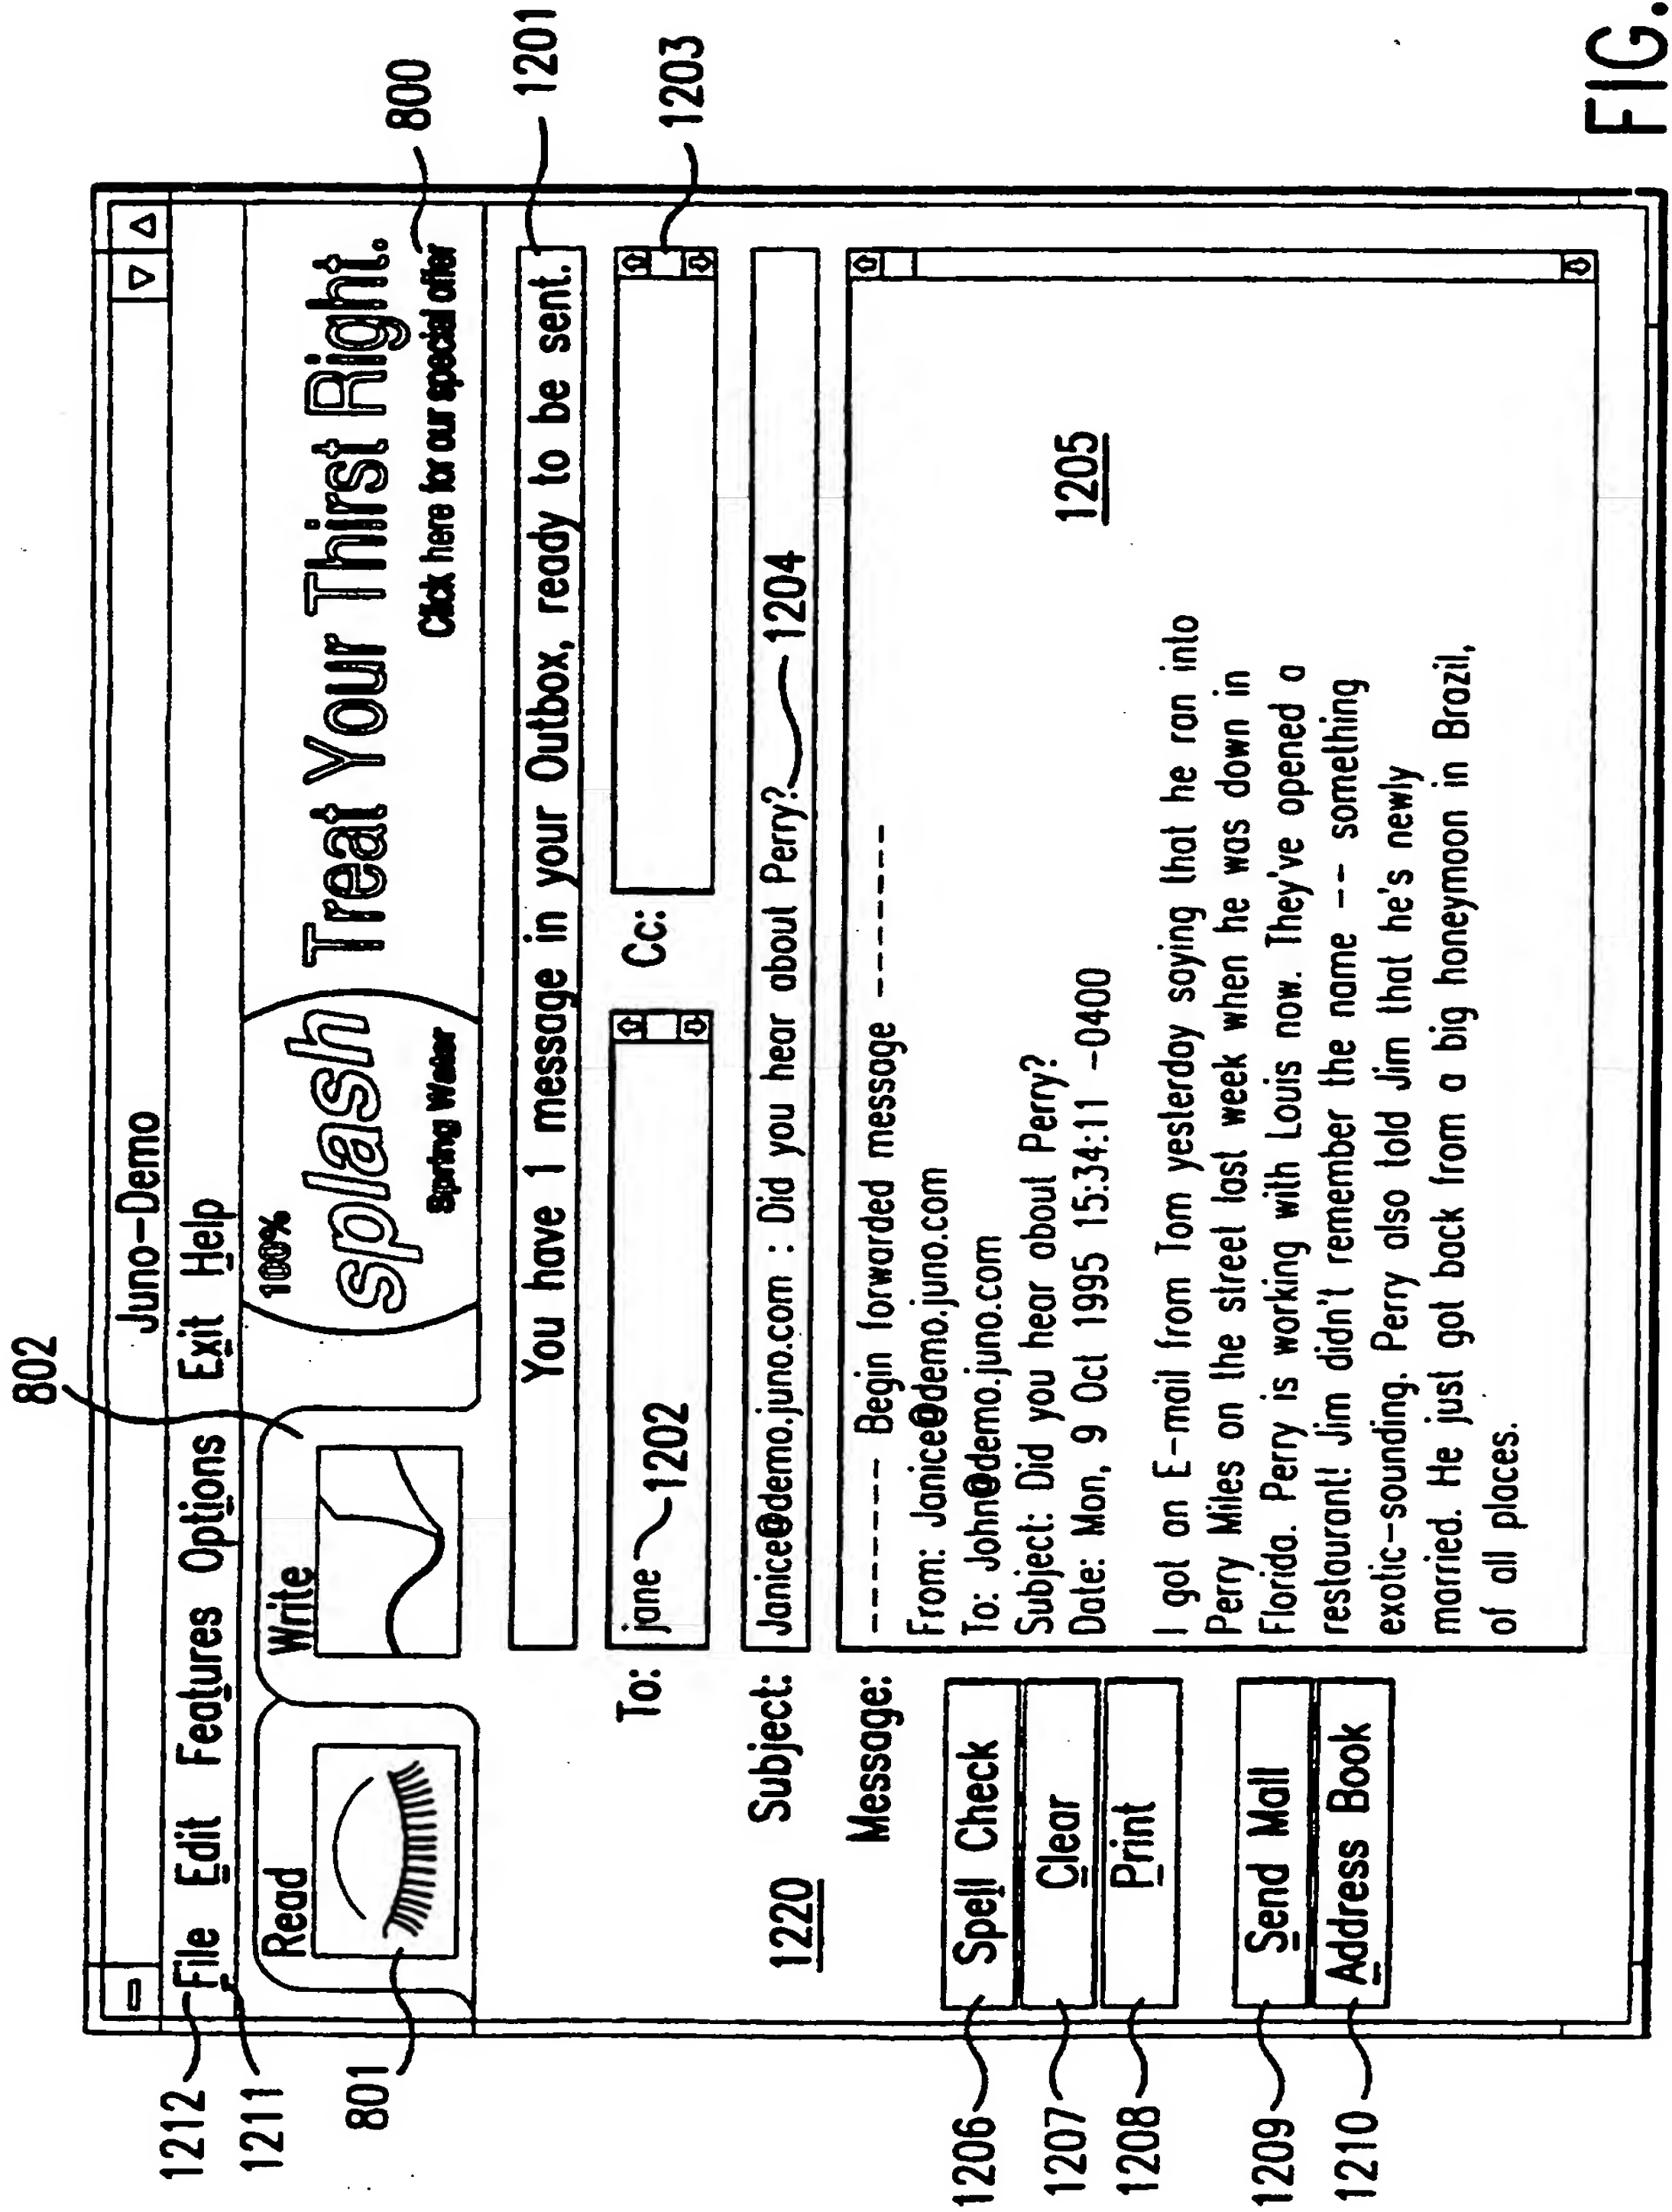 802
Juno-Demo
1212
File Edit Features Options Exit Help
1211
Read
Write
100%
splash
Spring Water
Treat Your Thirst Right.
Click here for our special offer
800
801
You have 1 message in your Outbox, ready to be sent.
1201
To: jane 1202 Cc:
1203
1220
Subject: Janice@demo.juno.com : Did you hear about Perry? 1204
Message:
------- Begin forwarded message -------
From: Janice@demo.juno.com
To: John@demo.juno.com
Subject: Did you hear about Perry?
Date: Mon, 9 Oct 1995 15:34:11 -0400
1205
I got an E-mail from Tom yesterday saying that he ran into
Perry Miles on the street last week when he was down in
Florida. Perry is working with Louis now. They've opened a
restaurant! Jim didn't remember the name -- something
exotic-sounding. Perry also told Jim that he's newly
married. He just got back from a big honeymoon in Brazil,
of all places.
1206 Spell Check
1207 Clear
1208 Print
1209 Send Mail
1210 Address Book
FIG.